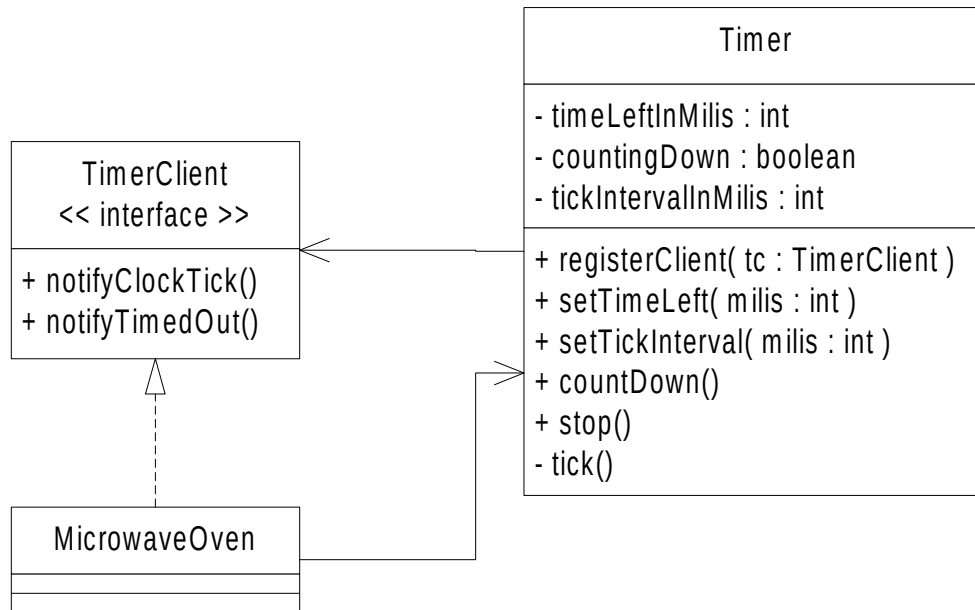 TimerClient
<< interface >>
+ notifyClockTick()
+ notifyTimedOut()
MicrowaveOven
Timer
- timeLeftInMilis : int
- countingDown : boolean
- tickIntervalInMilis : int
+ registerClient( tc : TimerClient )
+ setTimeLeft( milis : int )
+ setTickInterval( milis : int )
+ countDown()
+ stop()
- tick()